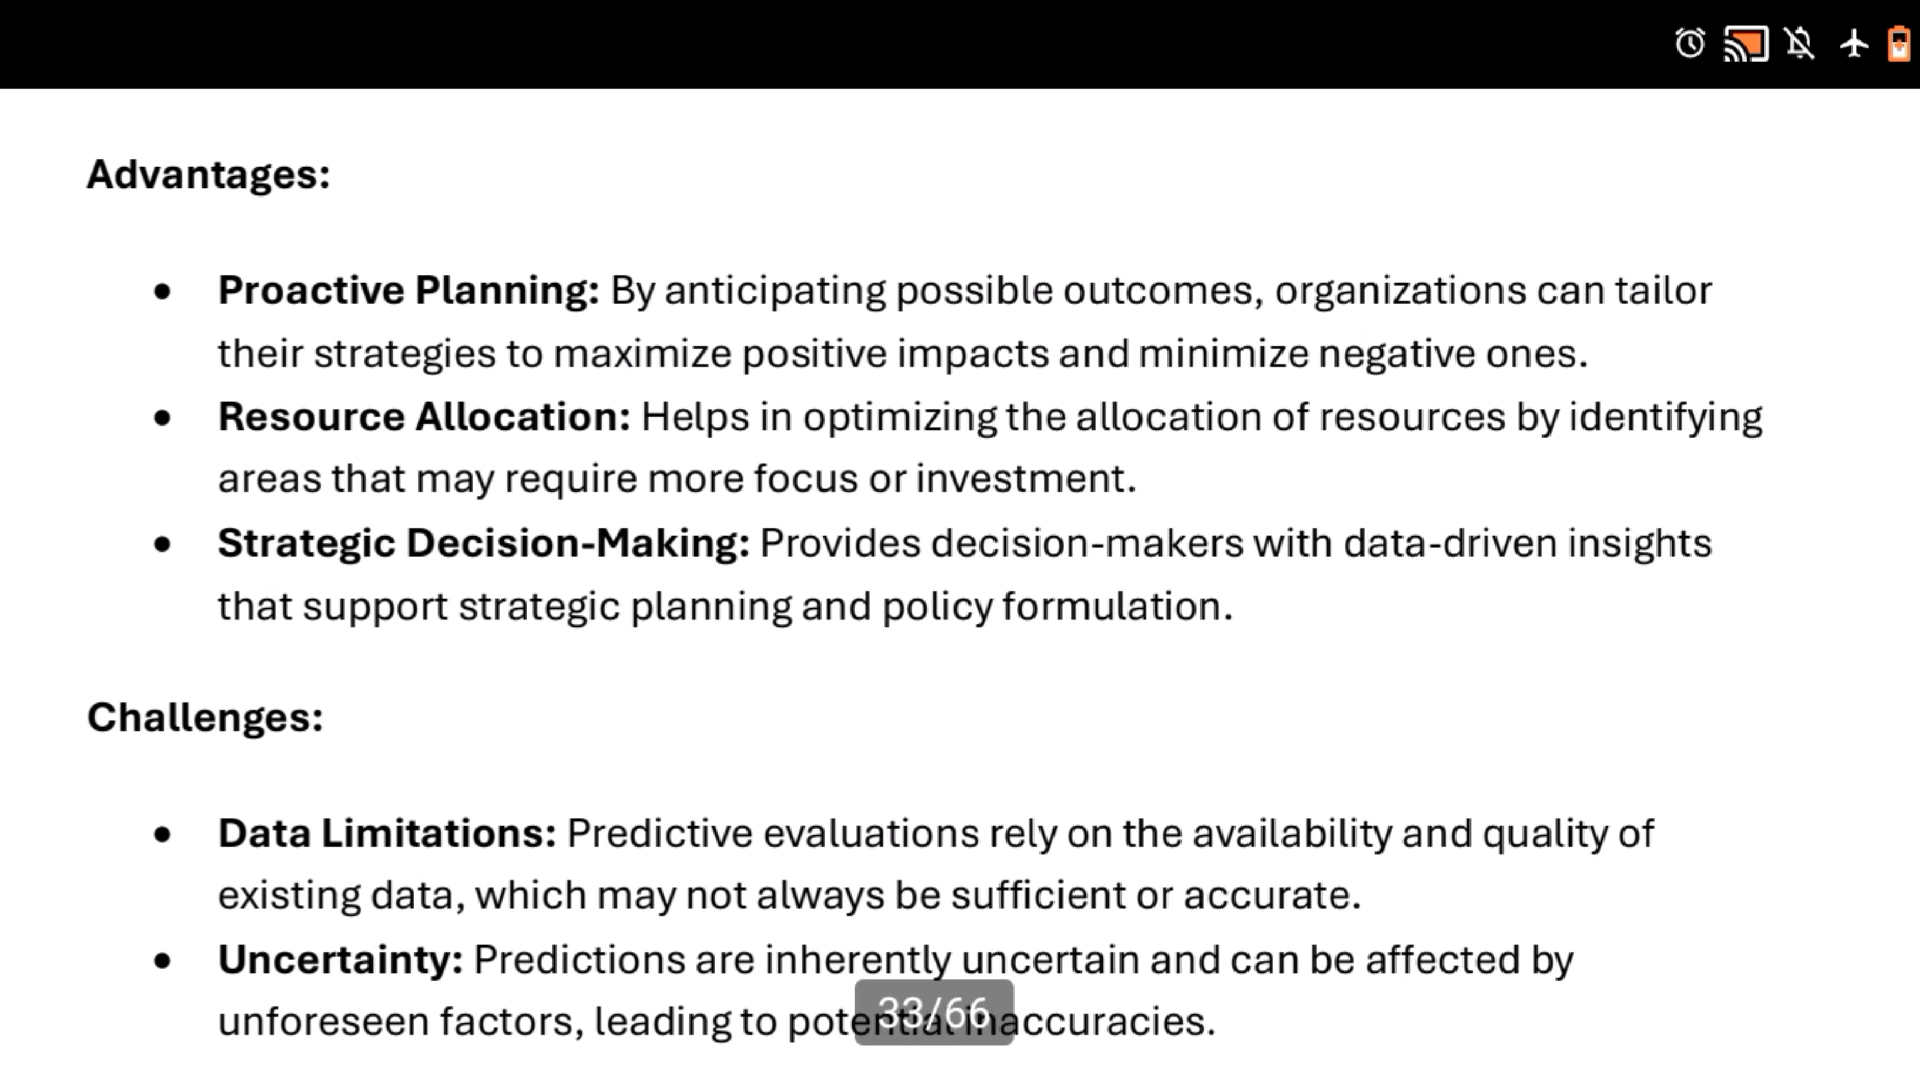 Advantages:
• Proactive Planning: By anticipating possible outcomes, organizations can tailor
their strategies to maximize positive impacts and minimize negative ones.
• Resource Allocation: Helps in optimizing the allocation of resources by identifying
areas that may require more focus or investment.
• Strategic Decision-Making: Provides decision-makers with data-driven insights
that support strategic planning and policy formulation.
Challenges:
• Data Limitations: Predictive evaluations rely on the availability and quality of
existing data, which may not always be sufficient or accurate.
• Uncertainty: Predictions are inherently uncertain and can be affected by
unforeseen factors, leading to potential inaccuracies.
33/66